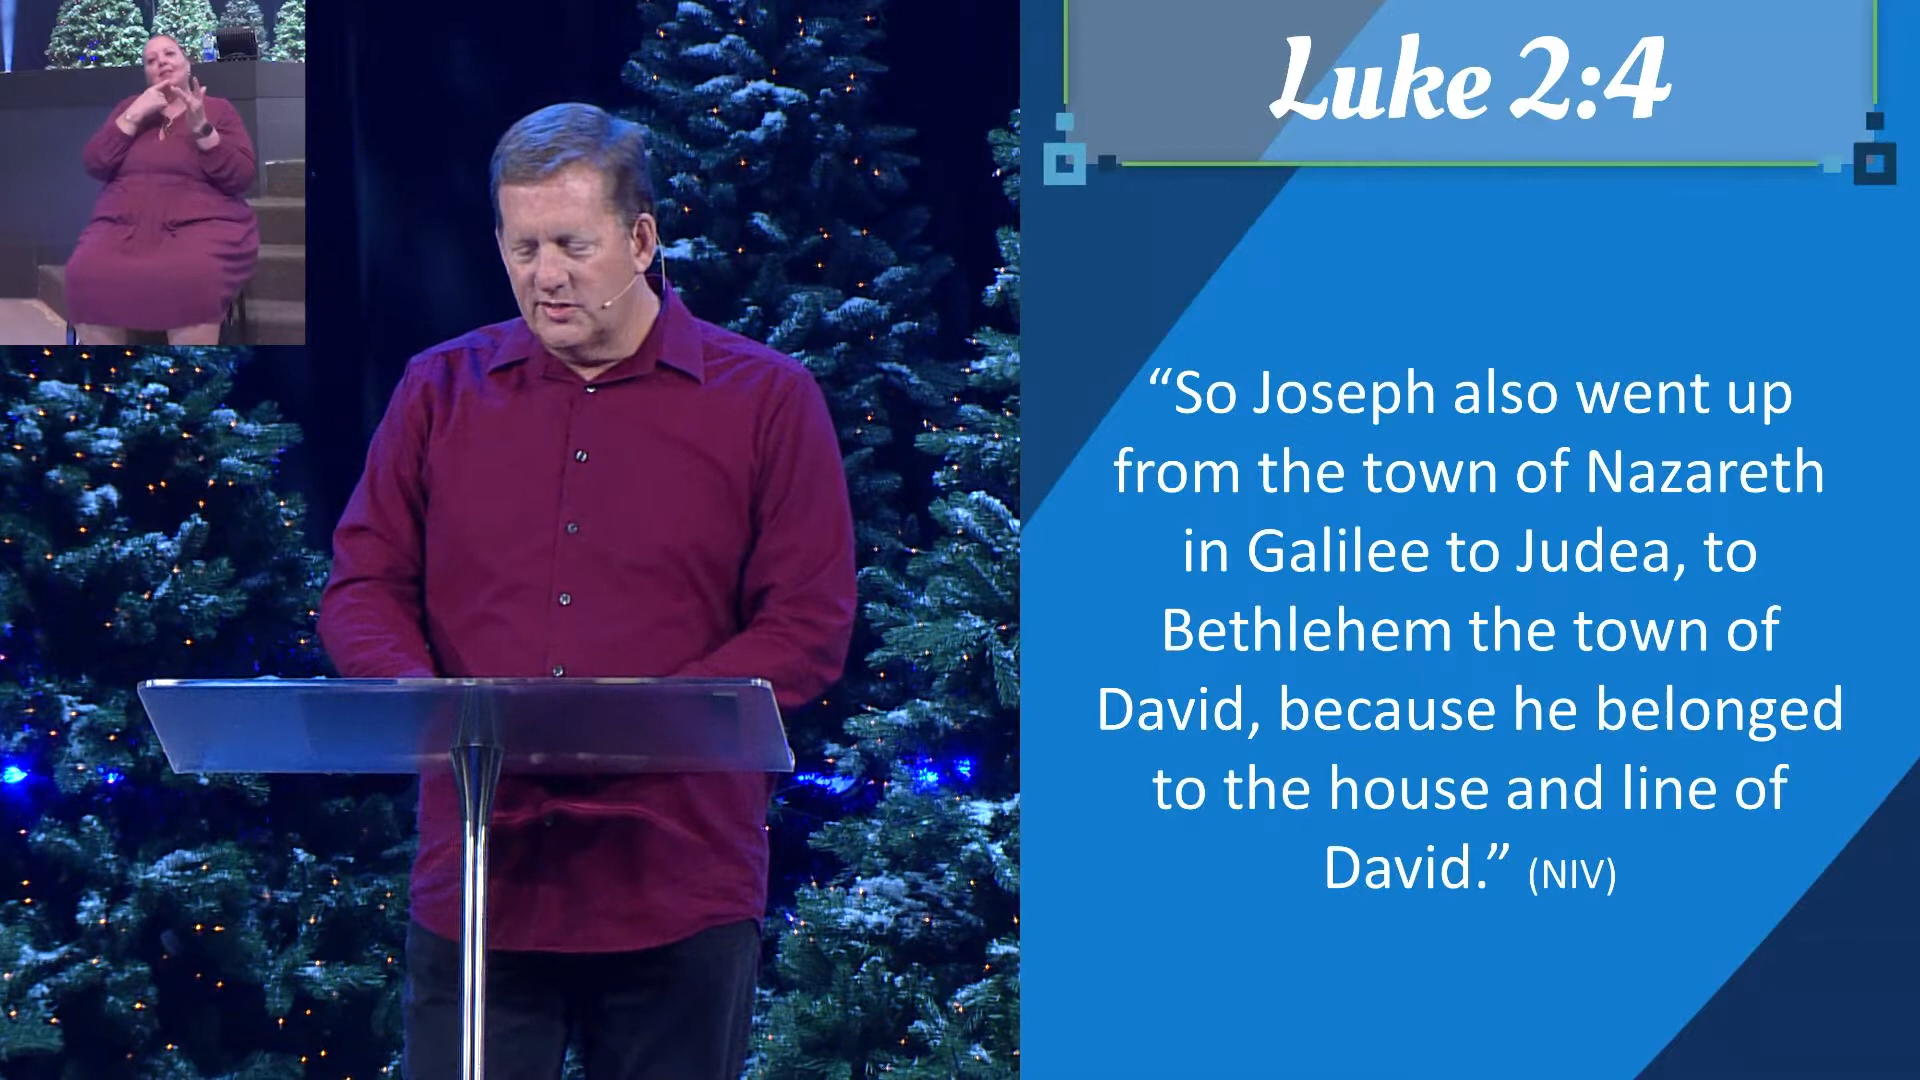 Luke 2:4
“So Joseph also went up
from the town of Nazareth
in Galilee to Judea, to
Bethlehem the town of
David, because he belonged
to the house and line of
David.” (NIV)